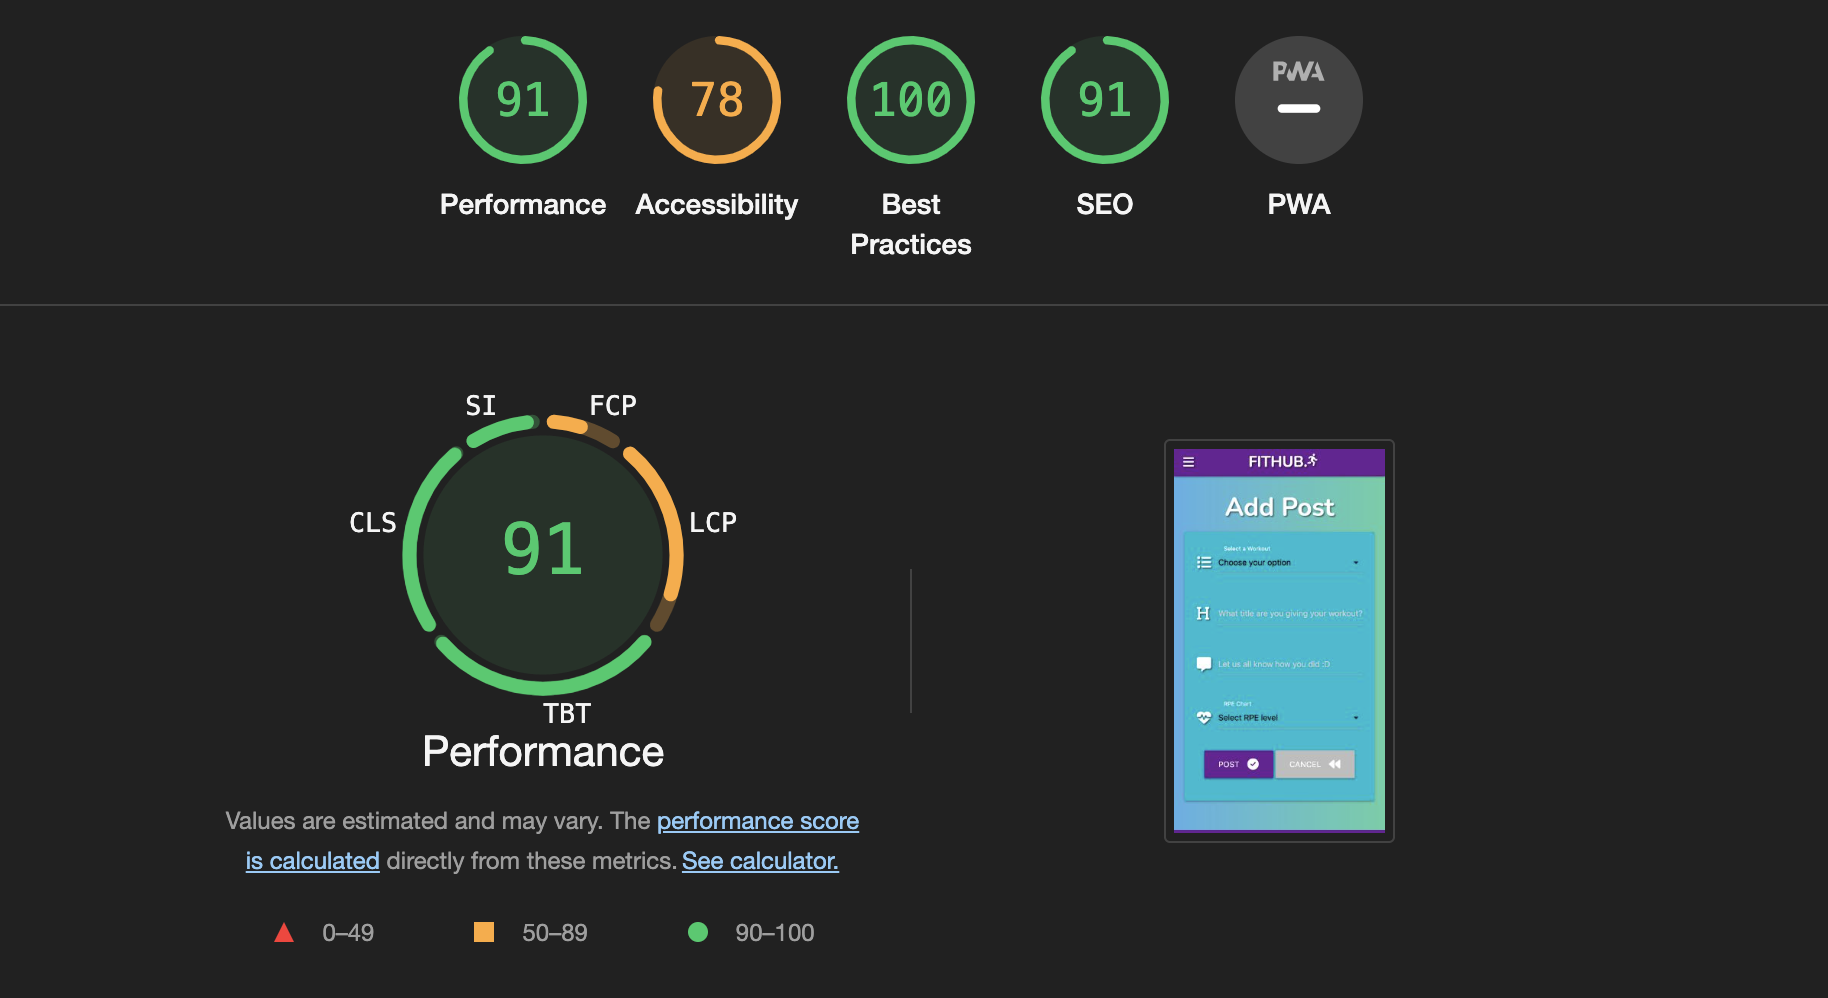 91
78
100
91
PWA
Performance
Accessibility
Best
Practices
SEO
PWA
SI
FCP
CLS
LCP
91
TBT
Performance
Values are estimated and may vary. The performance score
is calculated directly from these metrics. See calculator.
0–49
50–89
90–100
FITHUB.
Add Post
Select a Workout
Choose your option
What title are you giving your workout?
Let us all know how you did :D
RPE Chart
Select RPE level
POST
CANCEL